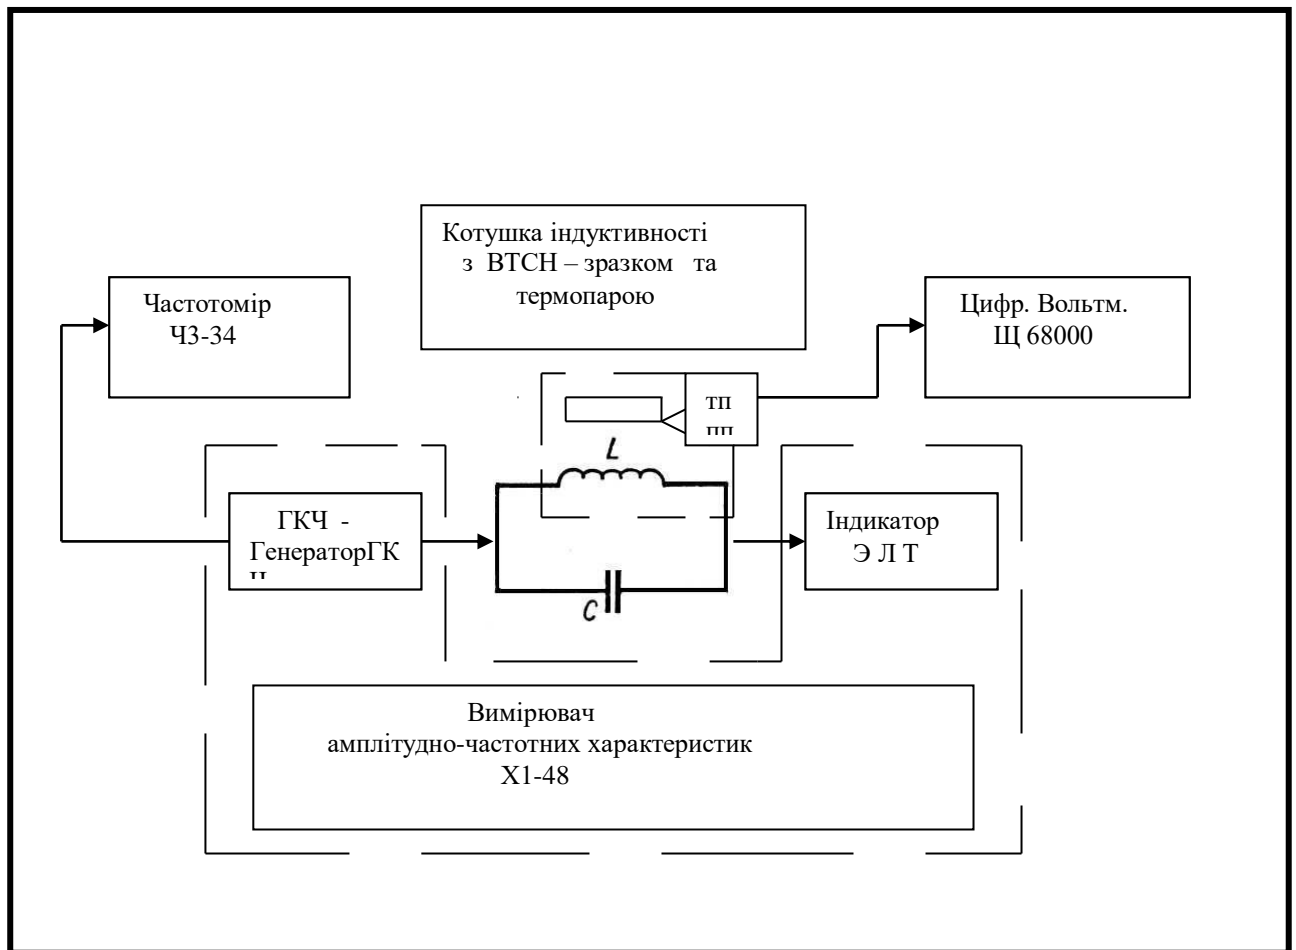 Котушка індуктивності
з ВТСН – зразком та
термопарою
Частотомір
Ч3-34
Цифр. Вольтм.
Щ 68000
тп
L
ГКЧ -
ГенераторГК
Індикатор
Э Л Т
C
Вимірювач
амплітудно-частотних характеристик
Х1-48